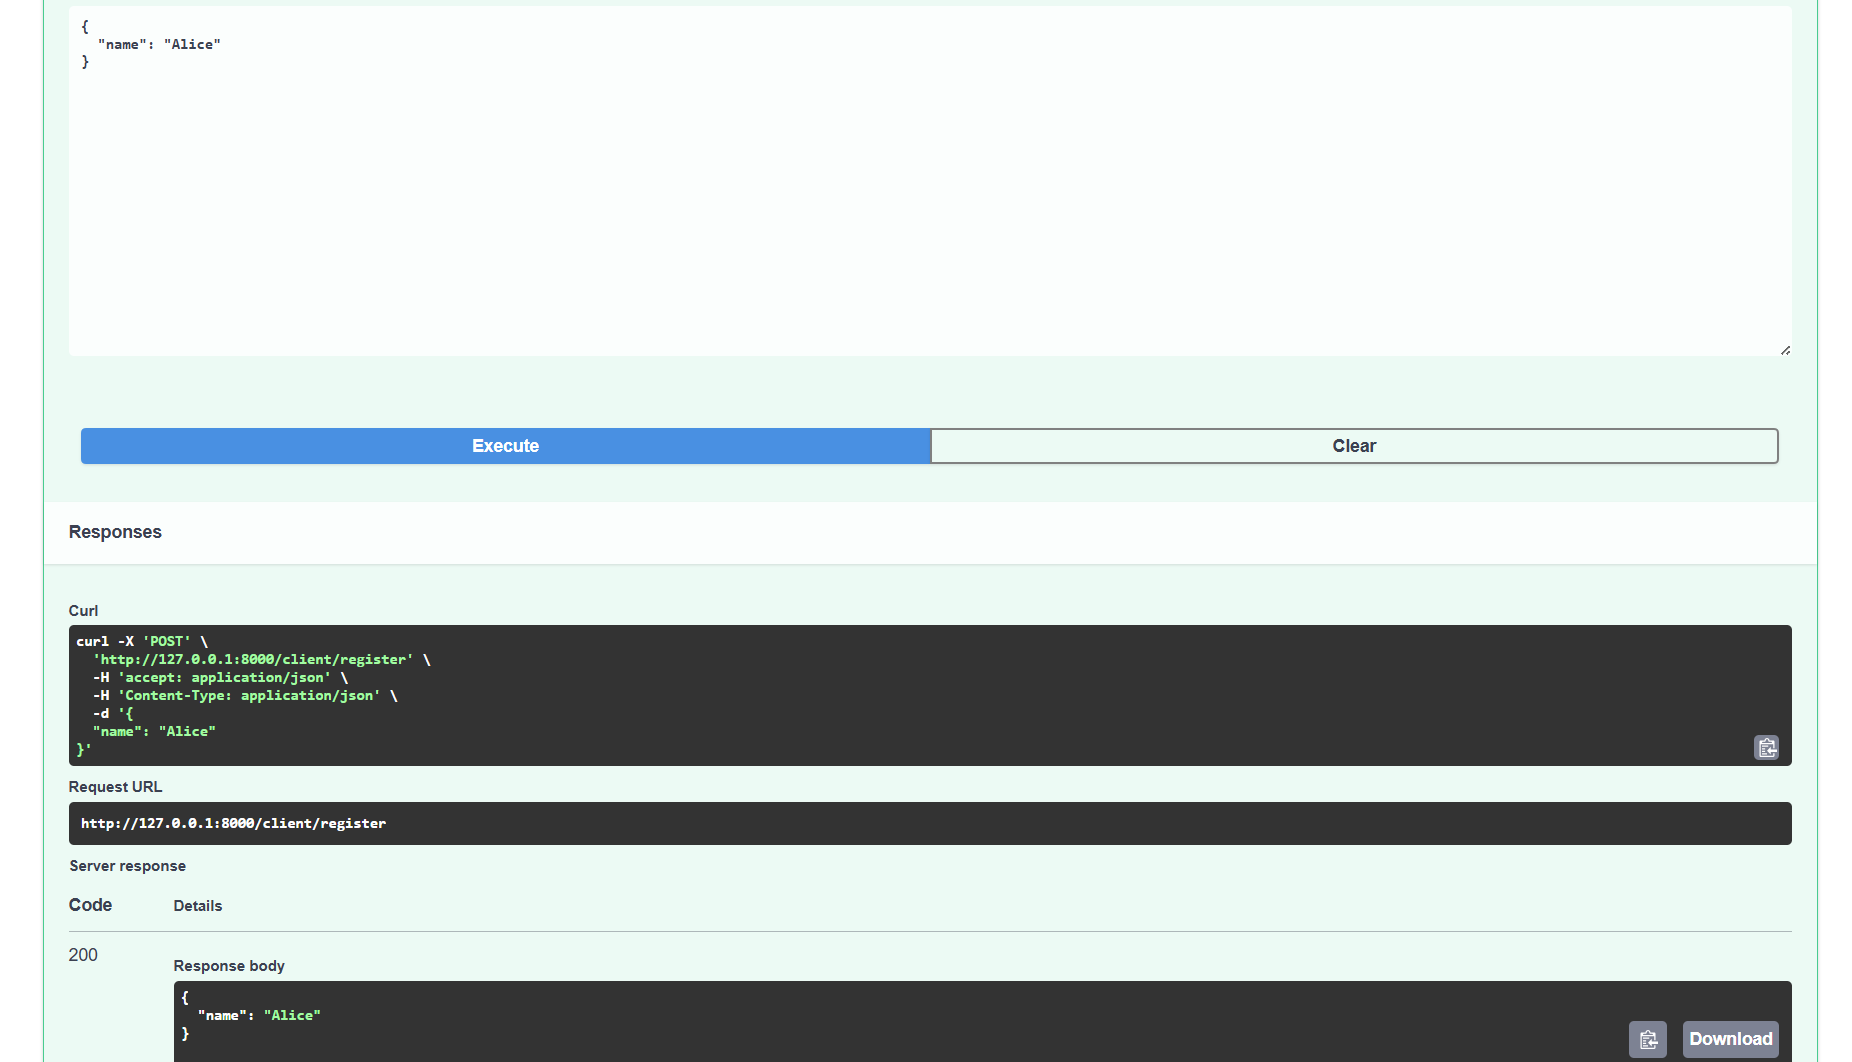 {
  "name": "Alice"
}
Execute
Clear
Responses
Curl
curl -X 'POST' \
  'http://127.0.0.1:8000/client/register' \
  -H 'accept: application/json' \
  -H 'Content-Type: application/json' \
  -d '{
  "name": "Alice"
}'
Request URL
http://127.0.0.1:8000/client/register
Server response
Code Details
200
Response body
{
  "name": "Alice"
}
Download